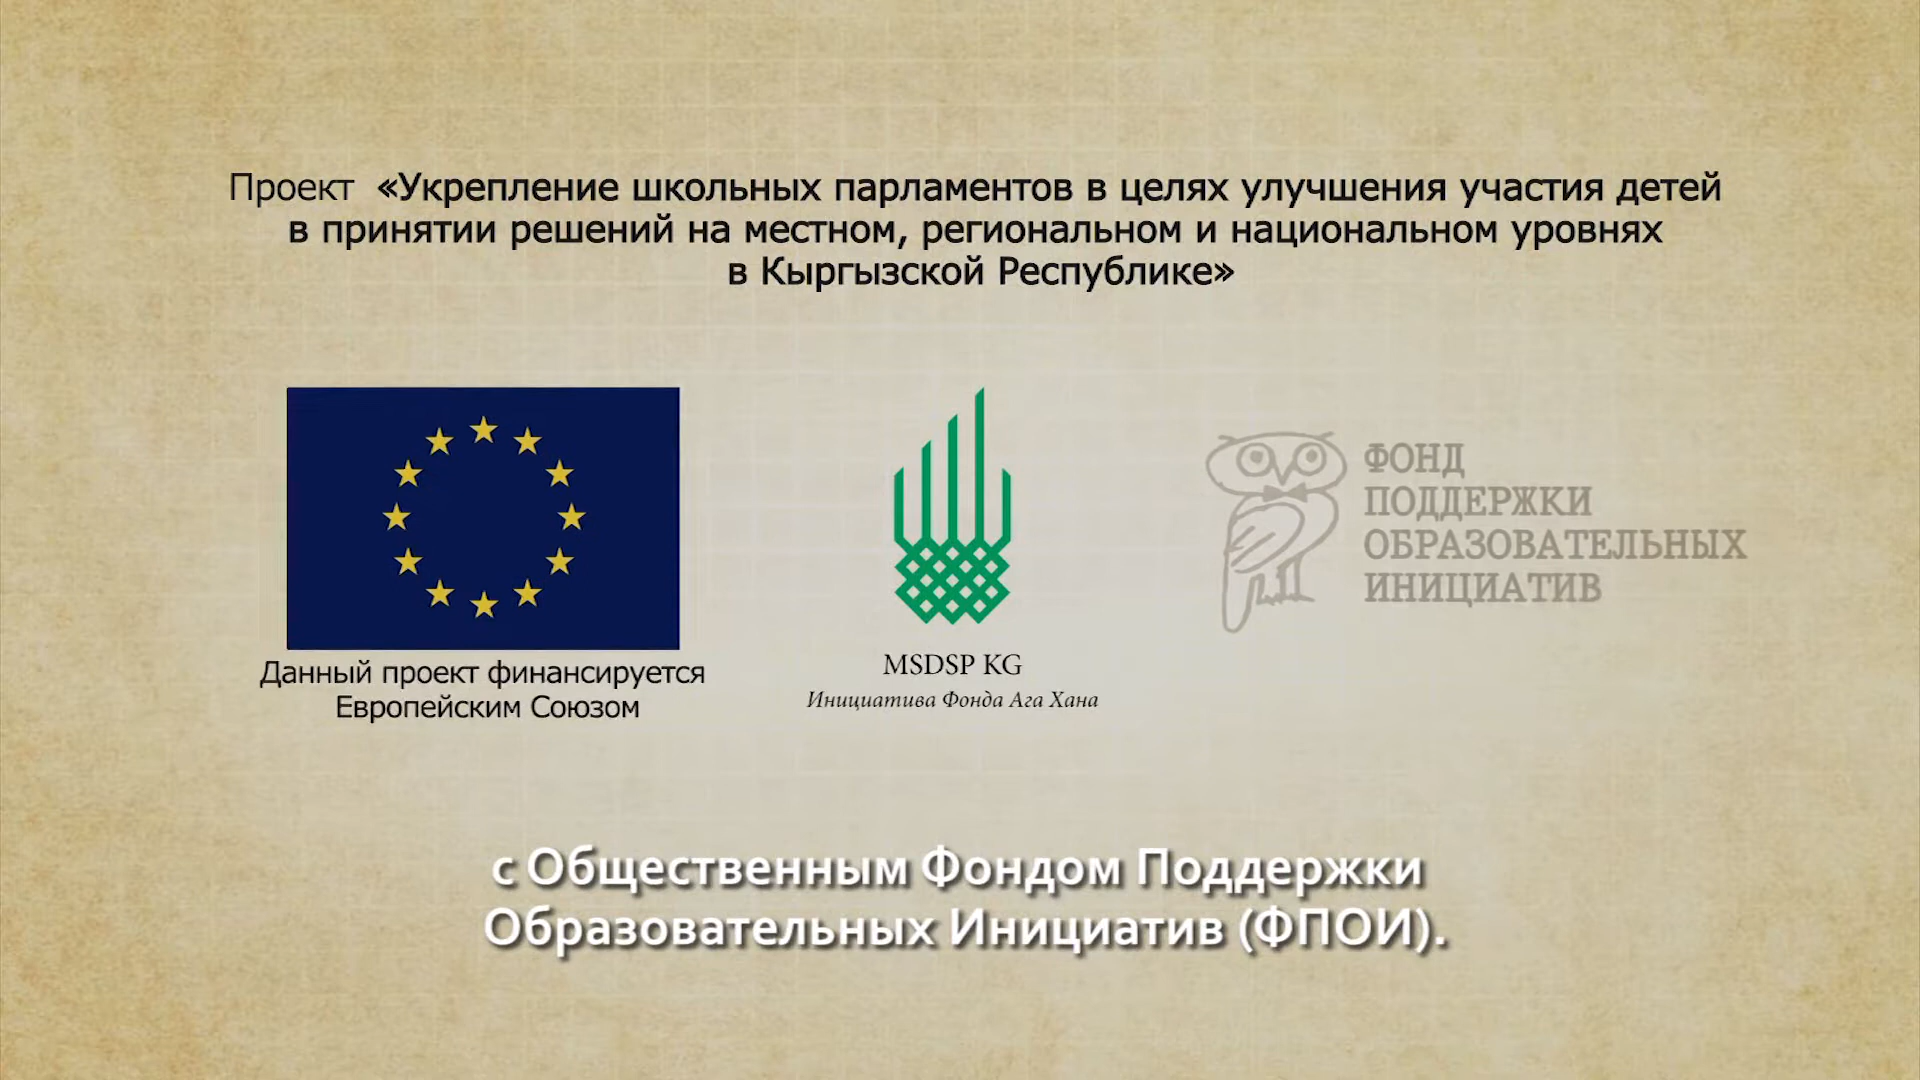 Проект «Укрепление школьных парламентов в целях улучшения участия детей
в принятии решений на местном, региональном и национальном уровнях
в Кыргызской Республике»
Данный проект финансируется
Европейским Союзом
MSDSP KG
Инициатива Фонда Ага Хана
ФОНД
ПОДДЕРЖКИ
ОБРАЗОВАТЕЛЬНЫХ
ИНИЦИАТИВ
с Общественным Фондом Поддержки
Образовательных Инициатив (ФПОИ).